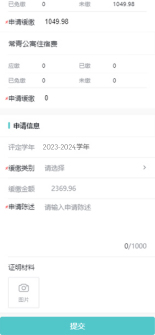 已免缴 0 未缴 1049.98
*申请缓缴 1049.98
常青公寓住宿费
应缴 0 已缴 0
已免缴 0 未缴 0
*申请缓缴 0
申请信息
评定学年 2023-2024学年
*缓缴类别 请选择 >
缓缴金额 2369.96
*申请陈述 请输入申请陈述
0/1000
证明材料
图片
提交